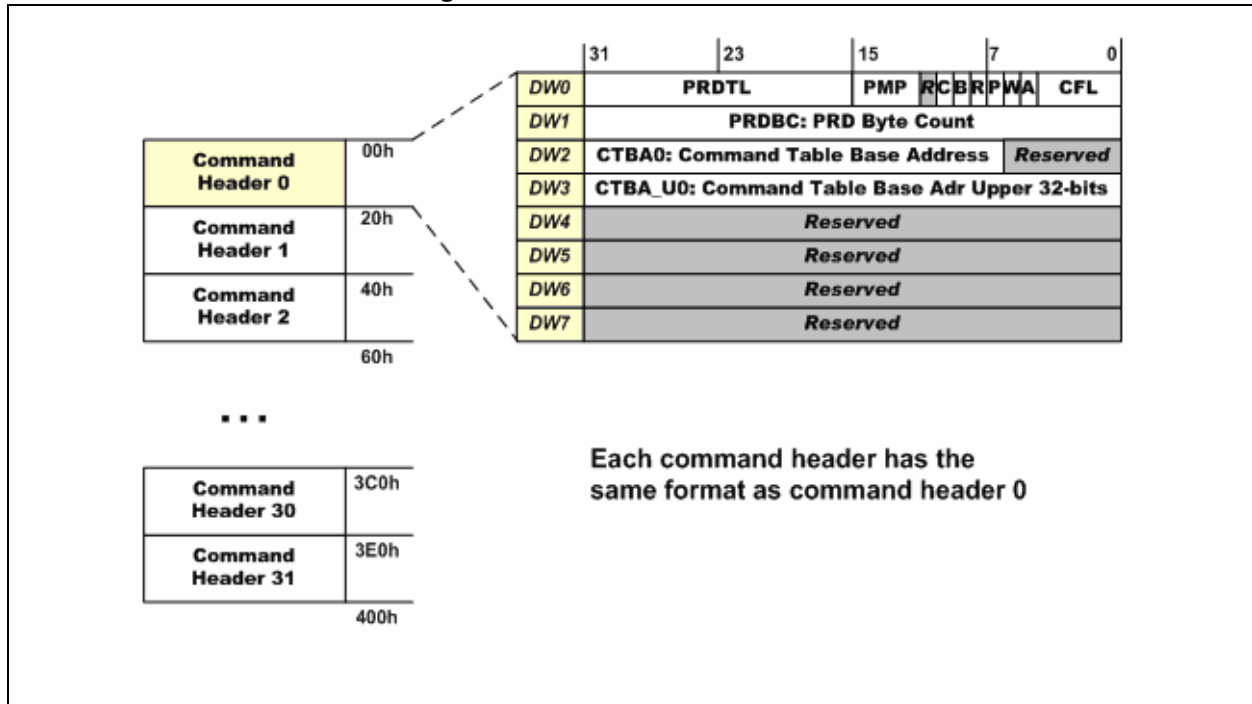 31 23 15 7 0
DW0 PRDTL PMP R C B R P W A CFL
DW1 PRDBC: PRD Byte Count
DW2 CTBA0: Command Table Base Address Reserved
DW3 CTBA_U0: Command Table Base Adr Upper 32-bits
DW4 Reserved
DW5 Reserved
DW6 Reserved
DW7 Reserved
Command
Header 0
00h
Command
Header 1
20h
Command
Header 2
40h
60h
...
Command
Header 30
3C0h
Command
Header 31
3E0h
400h
Each command header has the
same format as command header 0